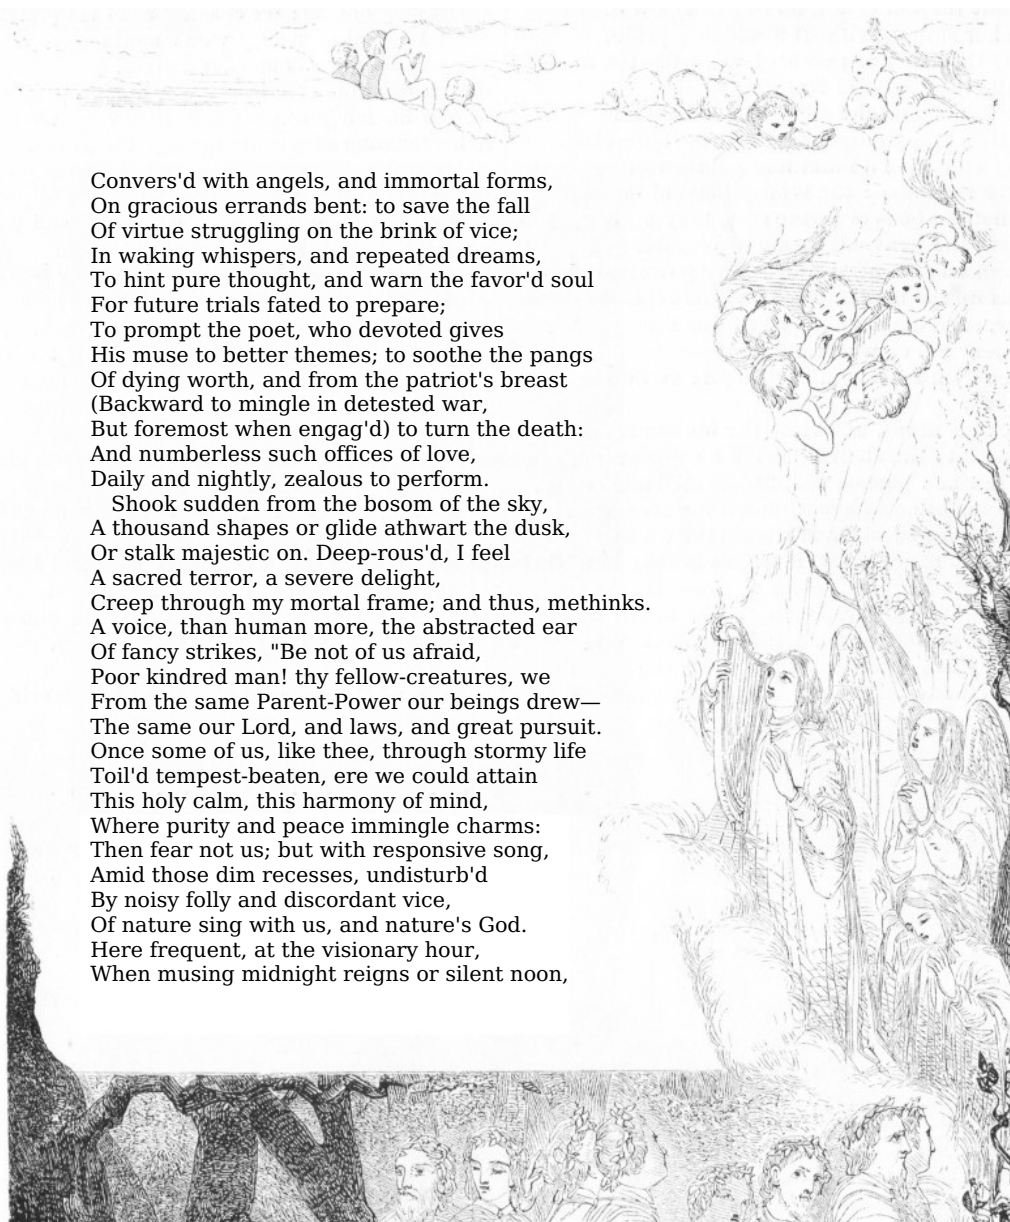 Convers'd with angels, and immortal forms,
On gracious errands bent: to save the fall
Of virtue struggling on the brink of vice;
In waking whispers, and repeated dreams,
To hint pure thought, and warn the favor'd soul
For future trials fated to prepare;
To prompt the poet, who devoted gives
His muse to better themes; to soothe the pangs
Of dying worth, and from the patriot's breast
(Backward to mingle in detested war,
But foremost when engag'd) to turn the death:
And numberless such offices of love,
Daily and nightly, zealous to perform.
Shook sudden from the bosom of the sky,
A thousand shapes or glide athwart the dusk,
Or stalk majestic on. Deep-rous'd, I feel
A sacred terror, a severe delight,
Creep through my mortal frame; and thus, methinks.
A voice, than human more, the abstracted ear
Of fancy strikes, "Be not of us afraid,
Poor kindred man! thy fellow-creatures, we
From the same Parent-Power our beings drew—
The same our Lord, and laws, and great pursuit.
Once some of us, like thee, through stormy life
Toil'd tempest-beaten, ere we could attain
This holy calm, this harmony of mind,
Where purity and peace immingle charms:
Then fear not us; but with responsive song,
Amid those dim recesses, undisturb'd
By noisy folly and discordant vice,
Of nature sing with us, and nature's God.
Here frequent, at the visionary hour,
When musing midnight reigns or silent noon,